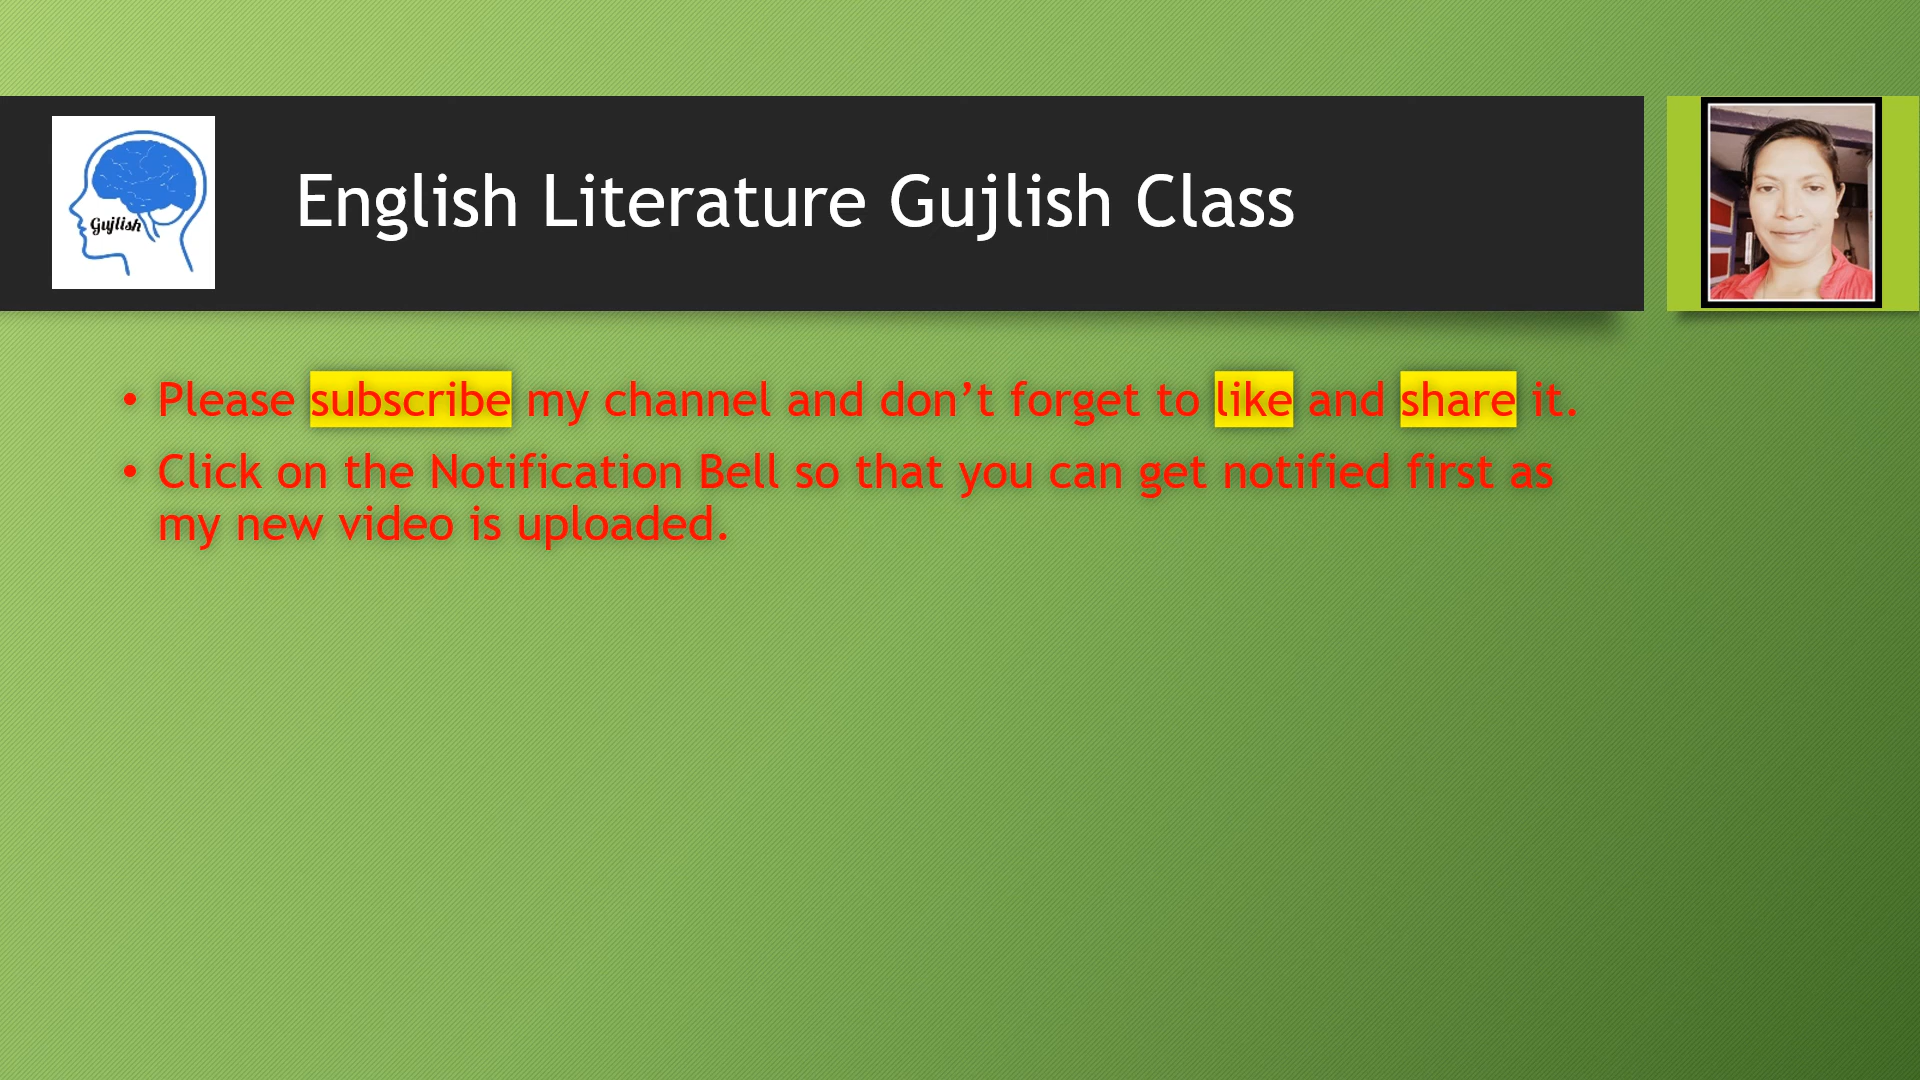 Gujlish
English Literature Gujlish Class
• Please subscribe my channel and don’t forget to like and share it.
• Click on the Notification Bell so that you can get notified first as
my new video is uploaded.